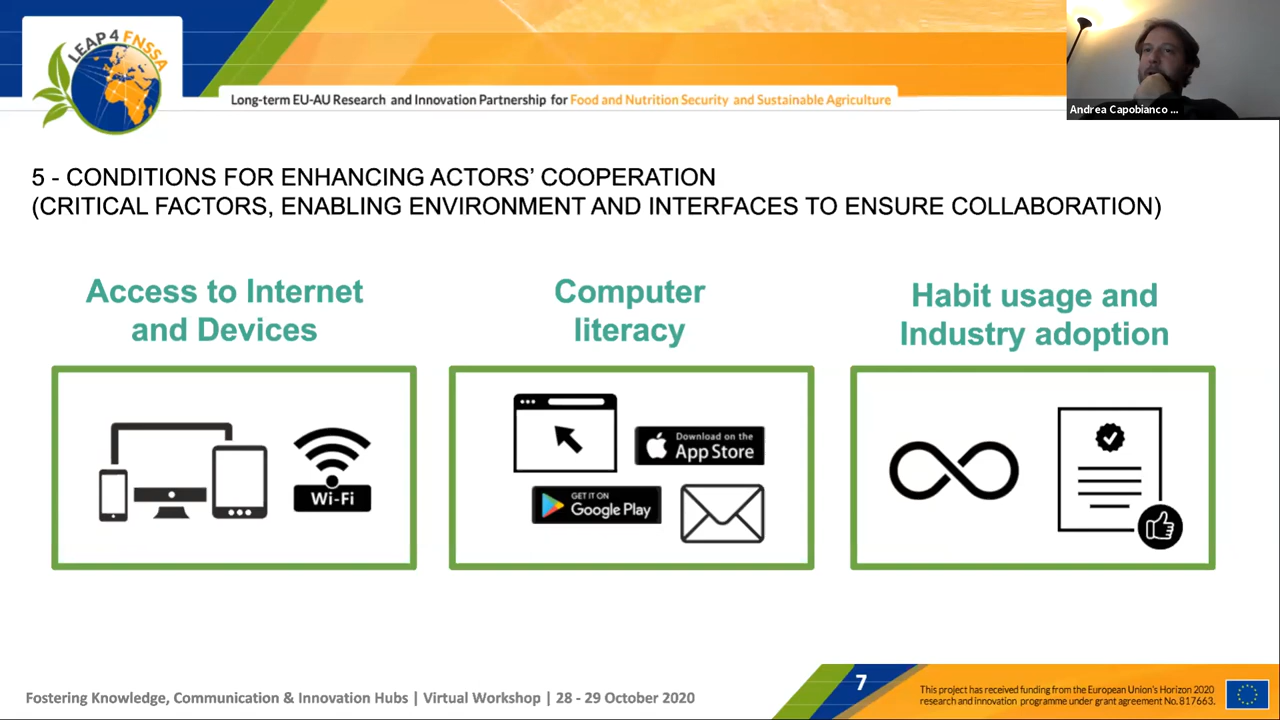 LEAP 4 FNSSA
Long-term EU-AU Research and Innovation Partnership for Food and Nutrition Security and Sustainable Agriculture
Andrea Capobianco ...
5 - CONDITIONS FOR ENHANCING ACTORS’ COOPERATION
(CRITICAL FACTORS, ENABLING ENVIRONMENT AND INTERFACES TO ENSURE COLLABORATION)
Access to Internet
and Devices
Computer
literacy
Habit usage and
Industry adoption
Wi-Fi
Download on the
App Store
GET IT ON
Google Play
7
Fostering Knowledge, Communication & Innovation Hubs | Virtual Workshop | 28 - 29 October 2020
This project has received funding from the European Union's Horizon 2020
research and innovation programme under grant agreement No. 817663.